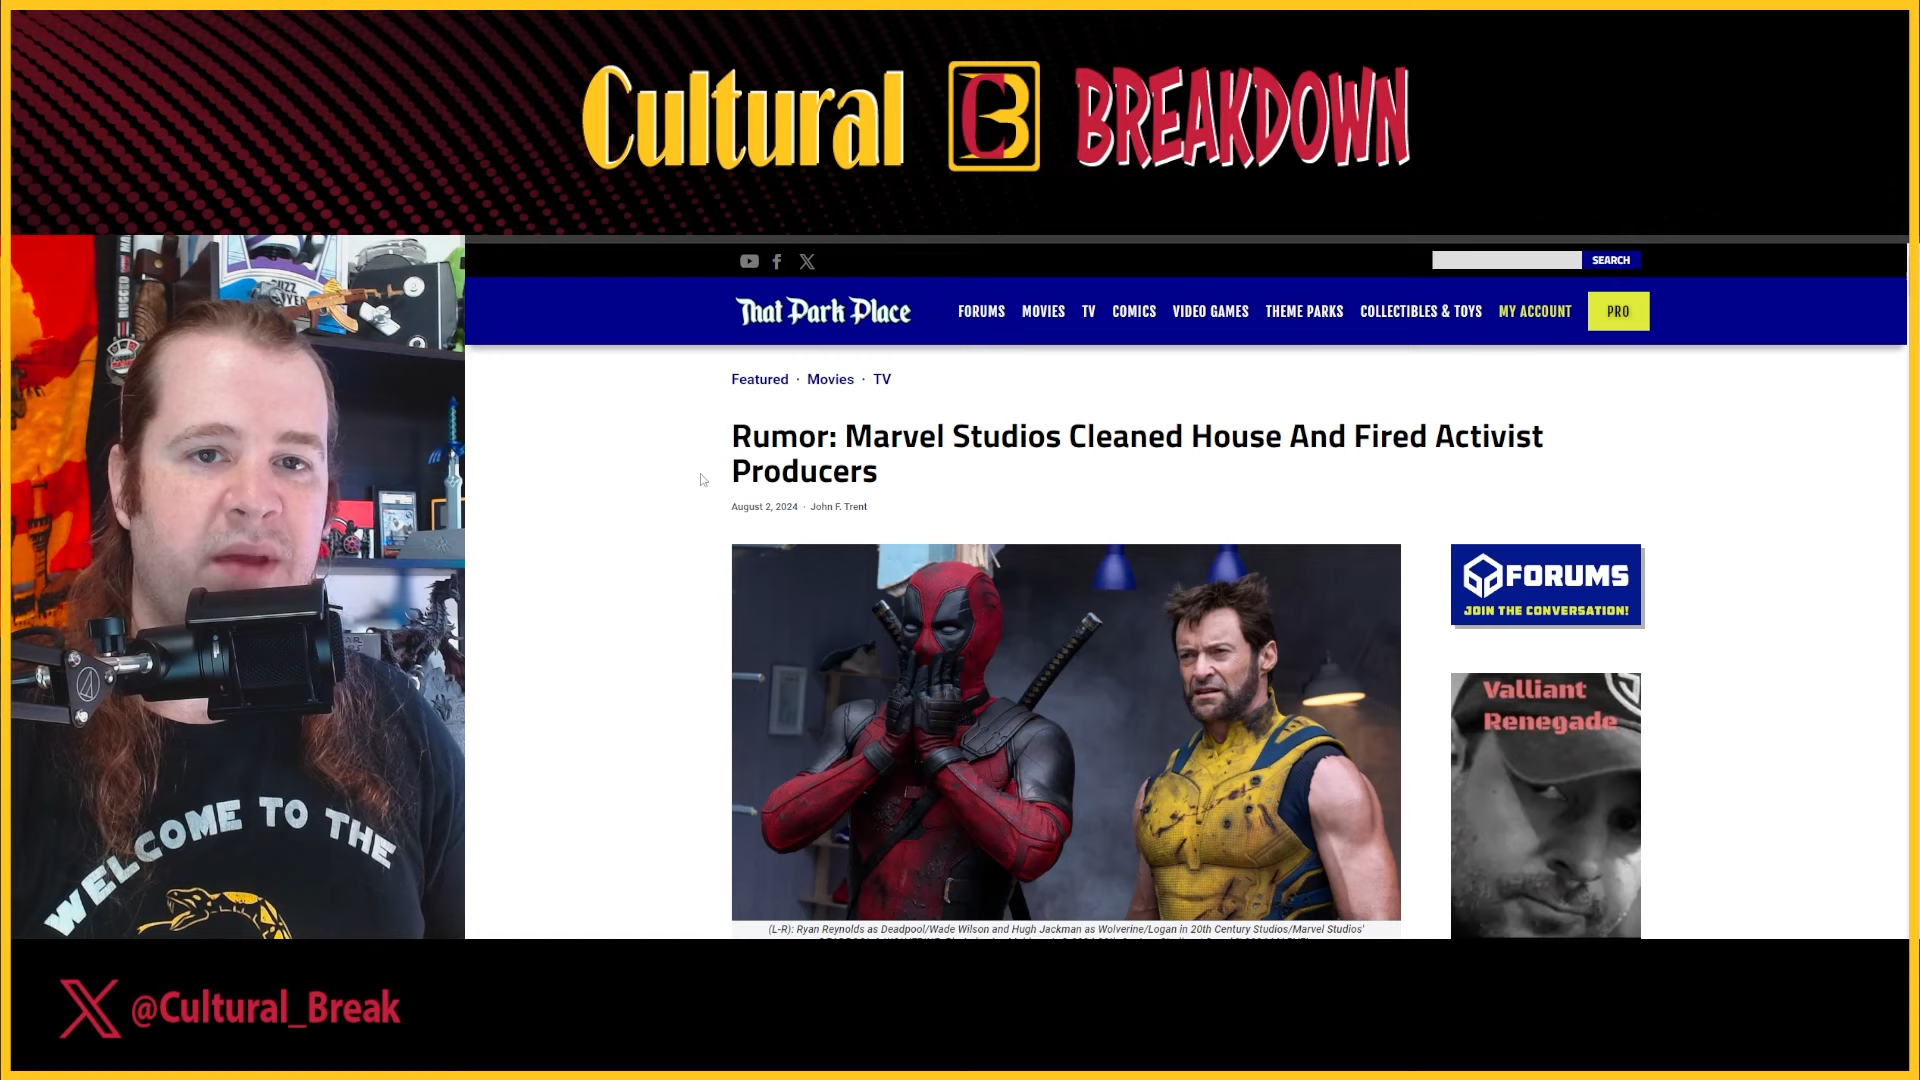 Cultural CB BREAKDOWN
SEARCH
That Park Place
FORUMS MOVIES TV COMICS VIDEO GAMES THEME PARKS COLLECTIBLES & TOYS MY ACCOUNT PRO
Featured · Movies · TV
Rumor: Marvel Studios Cleaned House And Fired Activist
Producers
August 2, 2024 · John F. Trent
FORUMS
JOIN THE CONVERSATION!
Valliant
Renegade
(L-R): Ryan Reynolds as Deadpool/Wade Wilson and Hugh Jackman as Wolverine/Logan in 20th Century Studios/Marvel Studios'
WELCOME TO THE
X @Cultural_Break